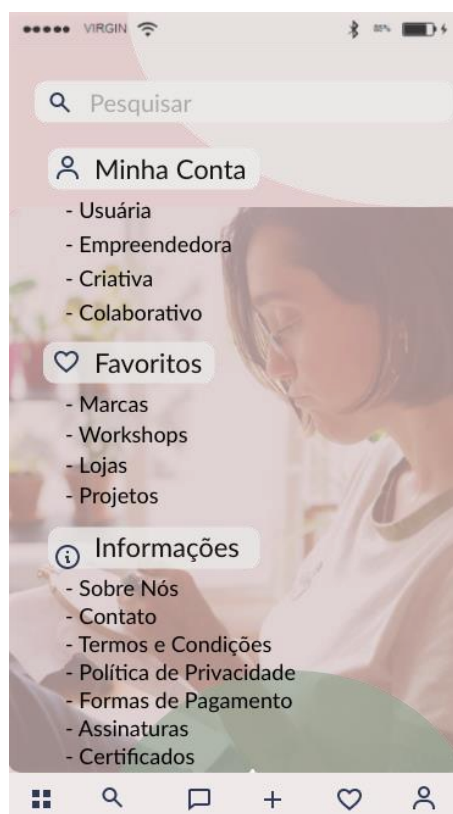 VIRGIN
85%
Pesquisar
Minha Conta
- Usuária
- Empreendedora
- Criativa
- Colaborativo
Favoritos
- Marcas
- Workshops
- Lojas
- Projetos
Informações
- Sobre Nós
- Contato
- Termos e Condições
- Política de Privacidade
- Formas de Pagamento
- Assinaturas
- Certificados